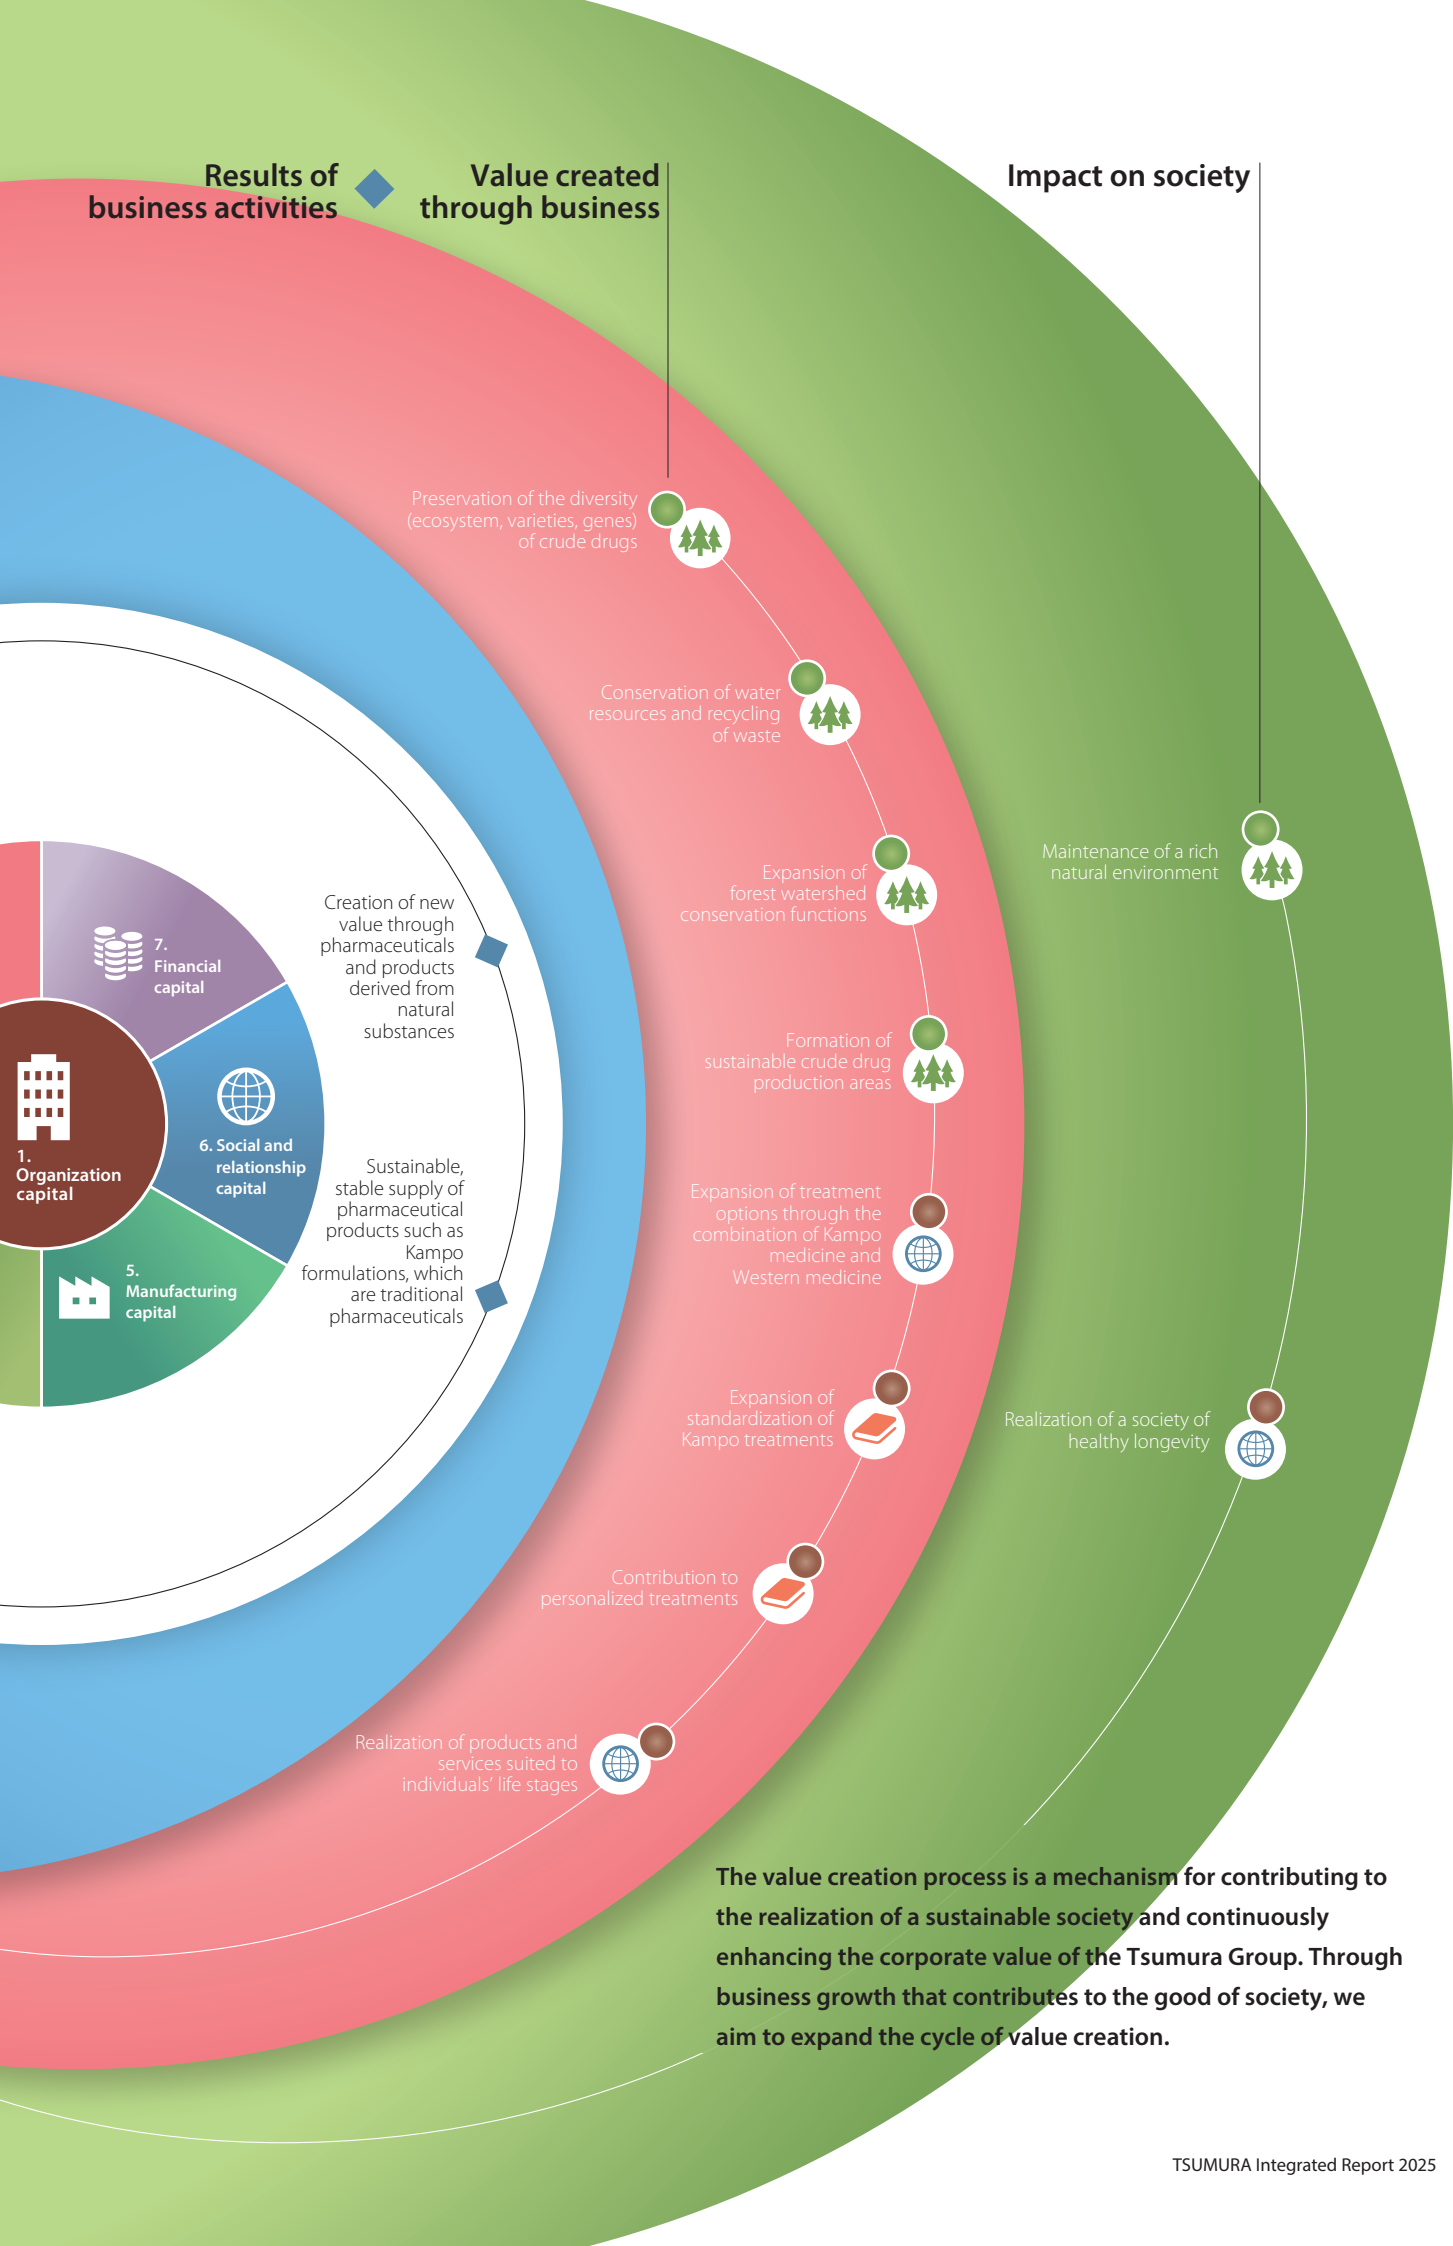 Results of
business activities
Value created
through business
Impact on society
Preservation of the diversity
(ecosystem, varieties, genes)
of crude drugs
Conservation of water
resources and recycling
of waste
Expansion of
forest watershed
conservation functions
Formation of
sustainable crude drug
production areas
Expansion of treatment
options through the
combination of Kampo
medicine and
Western medicine
Expansion of
standardization of
Kampo treatments
Contribution to
personalized treatments
Realization of products and
services suited to
individuals’ life stages
Maintenance of a rich
natural environment
Realization of a society of
healthy longevity
Creation of new
value through
pharmaceuticals
and products
derived from
natural
substances
Sustainable,
stable supply of
pharmaceutical
products such as
Kampo
formulations, which
are traditional
pharmaceuticals
7.
Financial
capital
6. Social and
relationship
capital
1.
Organization
capital
5.
Manufacturing
capital
The value creation process is a mechanism for contributing to
the realization of a sustainable society and continuously
enhancing the corporate value of the Tsumura Group. Through
business growth that contributes to the good of society, we
aim to expand the cycle of value creation.
TSUMURA Integrated Report 2025